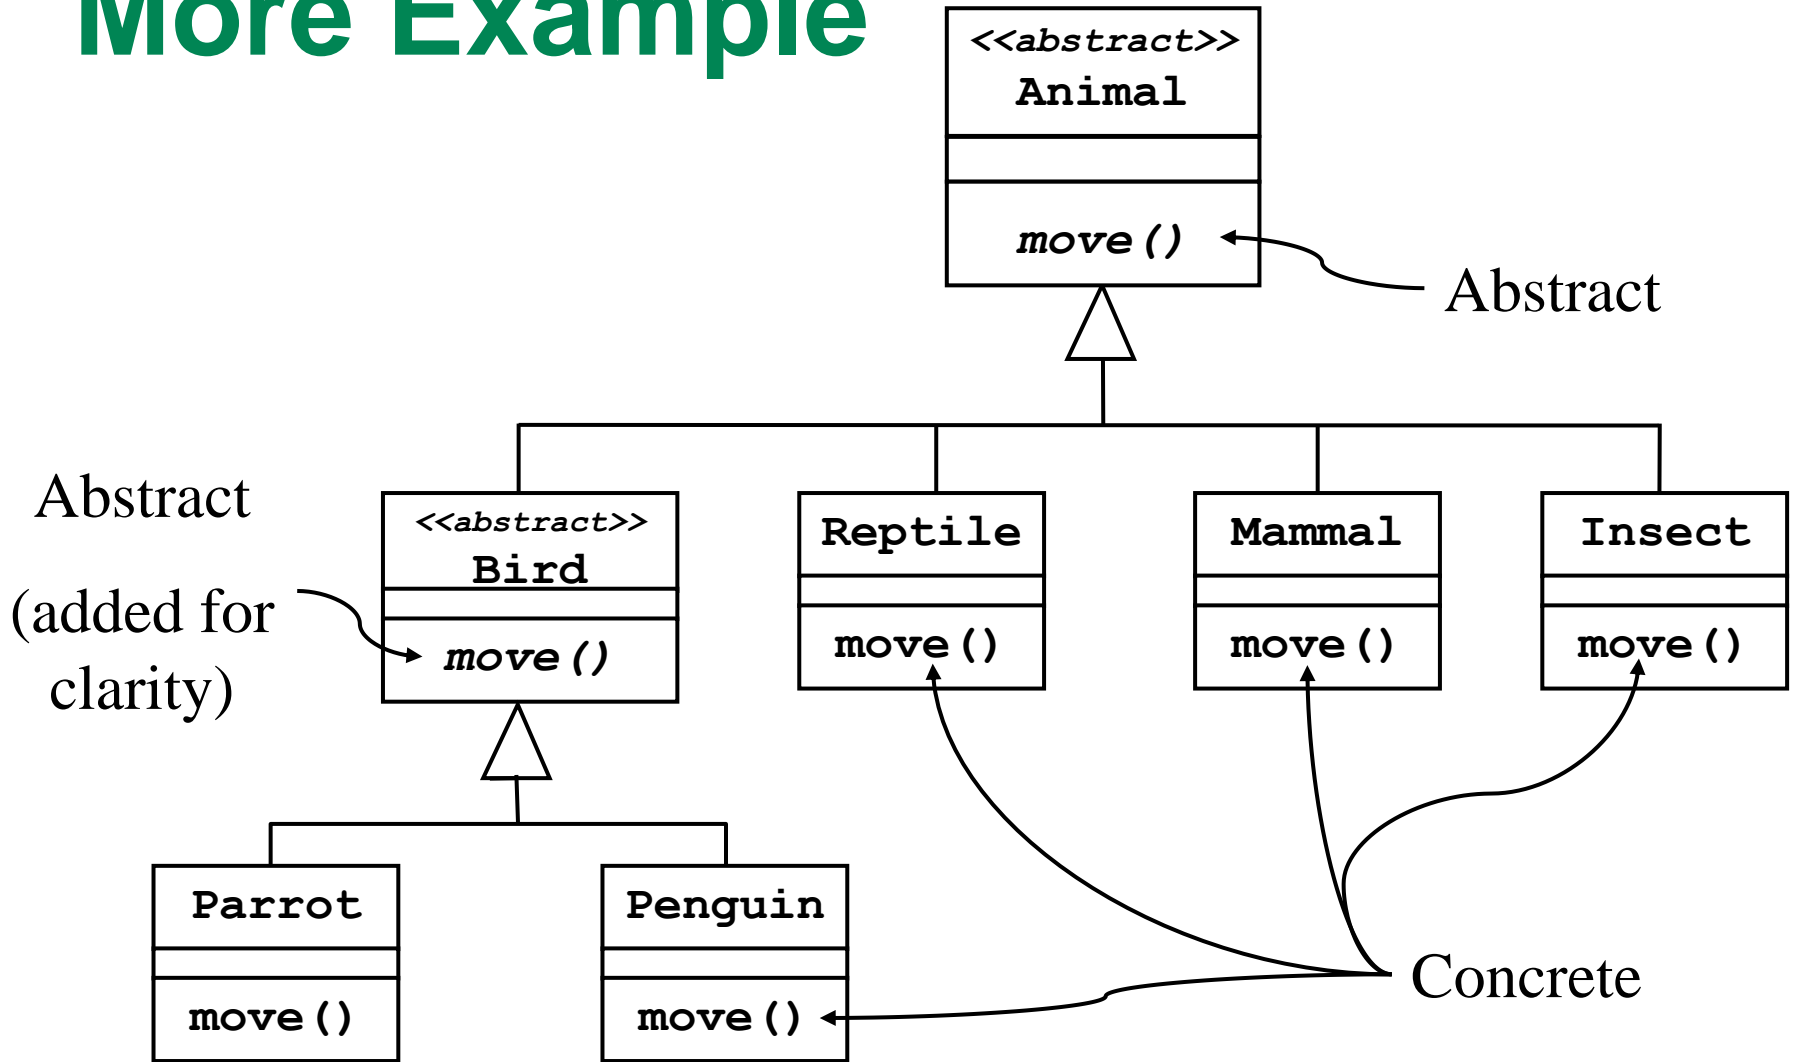 More Example
<<abstract>>
Animal
move()
Abstract
Abstract
(added for
clarity)
<<abstract>>
Bird
move()
Reptile
move()
Mammal
move()
Insect
move()
Parrot
move()
Penguin
move()
Concrete